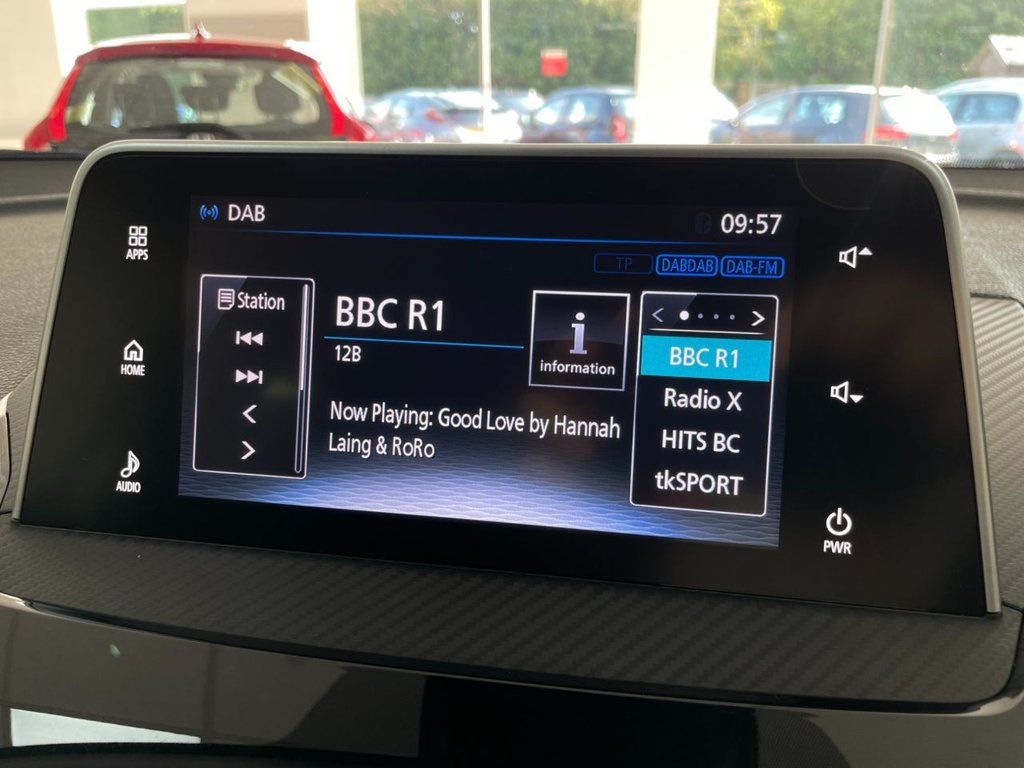 DAB
09:57
TP
DABDAB
DAB-FM
APPS
HOME
AUDIO
Station
BBC R1
12B
Now Playing: Good Love by Hannah
Laing & RoRo
i
information
BBC R1
Radio X
HITS BC
tkSPORT
PWR